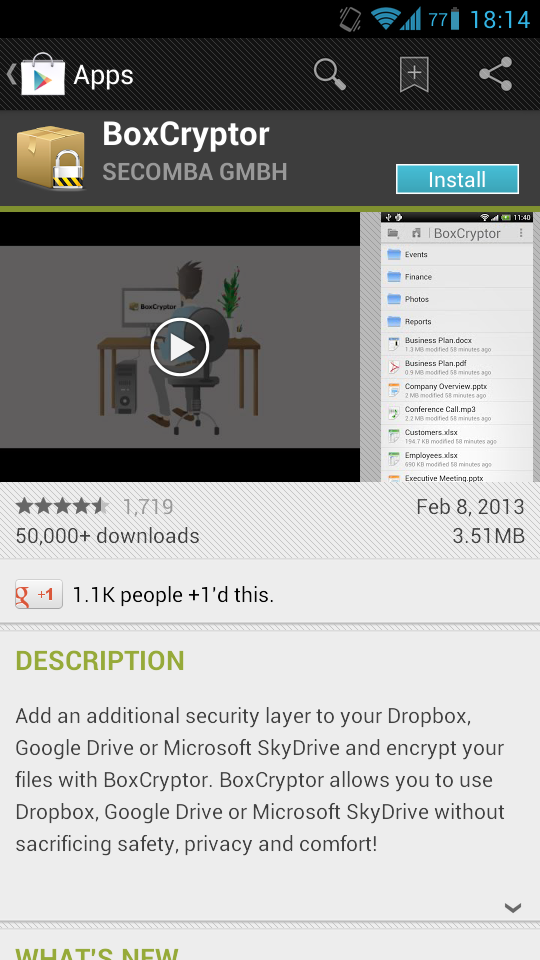 77 18:14
Apps
BoxCryptor
SECOMBA GMBH
Install
BoxCryptor
11:40
BoxCryptor
Events
Finance
Photos
Reports
Business Plan.docx
1.3 MB modified 58 minutes ago
Business Plan.pdf
0.9 MB modified 58 minutes ago
Company Overview.pptx
2 MB modified 58 minutes ago
Conference Call.mp3
2.2 MB modified 58 minutes ago
Customers.xlsx
194.7 KB modified 58 minutes ago
Employees.xlsx
690 KB modified 58 minutes ago
Executive Meeting.pptx
1,719
Feb 8, 2013
50,000+ downloads
3.51MB
g +1 1.1K people +1'd this.
DESCRIPTION
Add an additional security layer to your Dropbox,
Google Drive or Microsoft SkyDrive and encrypt your
files with BoxCryptor. BoxCryptor allows you to use
Dropbox, Google Drive or Microsoft SkyDrive without
sacrificing safety, privacy and comfort!
WHAT'S NEW